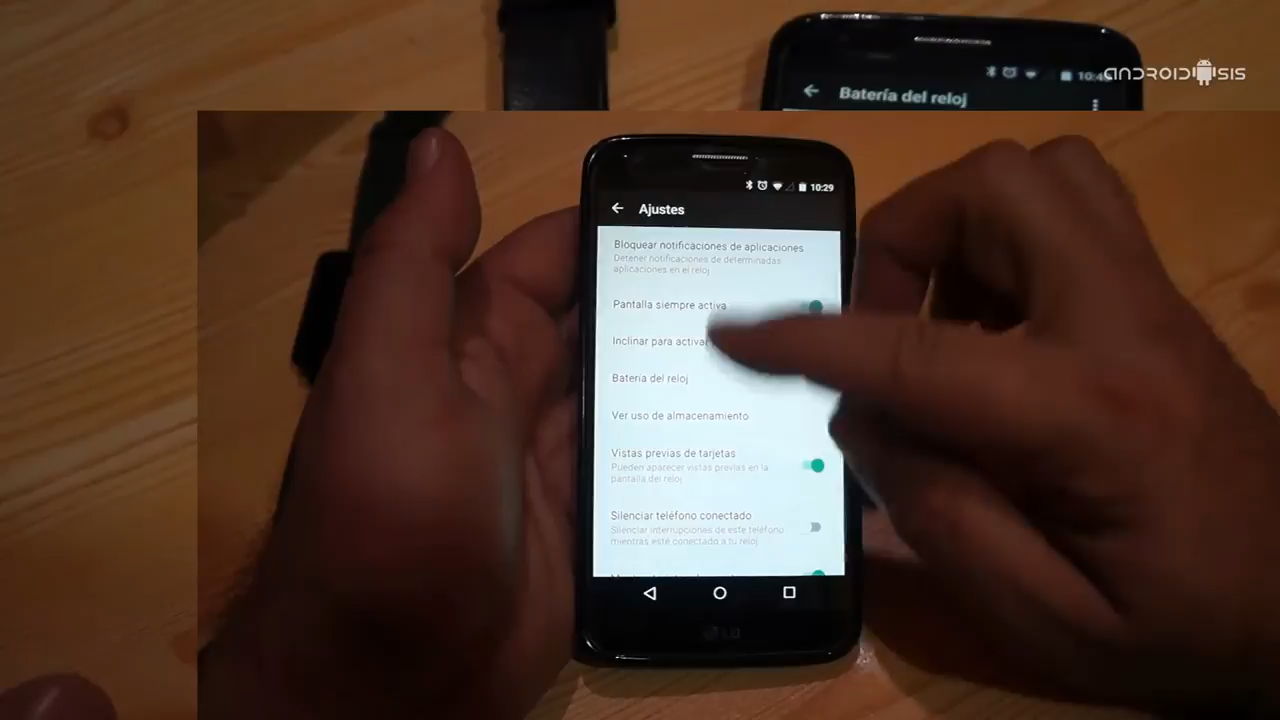 10:4
ANDROIDSIS
Batería del reloj
10:29
Ajustes
Bloquear notificaciones de aplicaciones
Detener notificaciones de determinadas
aplicaciones en el reloj
Pantalla siempre activa
Inclinar para activar
Batería del reloj
Ver uso de almacenamiento
Vistas previas de tarjetas
Pueden aparecer vistas previas en la
pantalla del reloj
Silenciar teléfono conectado
Silenciar interrupciones de este teléfono
mientras esté conectado a tu reloj
LG